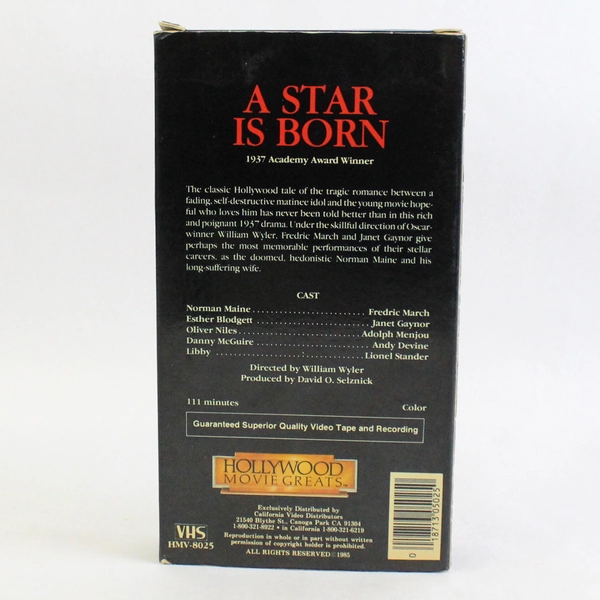 A STAR
IS BORN
1937 Academy Award Winner
The classic Hollywood tale of the tragic romance between a
fading, self-destructive matinee idol and the young movie hope-
ful who loves him has never been told better than in this rich
and poignant 1937 drama. Under the skillful direction of Oscar-
winner William Wyler, Fredric March and Janet Gaynor give
perhaps the most memorable performances of their stellar
careers, as the doomed, hedonistic Norman Maine and his
long-suffering wife.
CAST
Norman Maine . . . . . . . . . . . . . . . . . . . . . . . . Fredric March
Esther Blodgett . . . . . . . . . . . . . . . . . . . . . . . . Janet Gaynor
Oliver Niles . . . . . . . . . . . . . . . . . . . . . . . . . . Adolph Menjou
Danny McGuire . . . . . . . . . . . . . . . . . . . . . . . . Andy Devine
Libby . . . . . . . . . . . . . . . . . . . . . . . . . . . . . . . Lionel Stander
Directed by William Wyler
Produced by David O. Selznick
111 minutes Color
Guaranteed Superior Quality Video Tape and Recording
HOLLYWOOD
MOVIE GREATS™
Exclusively Distributed by
California Video Distributors
21540 Blythe St., Canoga Park CA 91304
1-800-321-8922 • in California 1-800-321-6219
Reproduction in whole or in part without written
permission of copyright holder is prohibited.
ALL RIGHTS RESERVED © 1985
VHS
HMV-8025
0 18713 05025